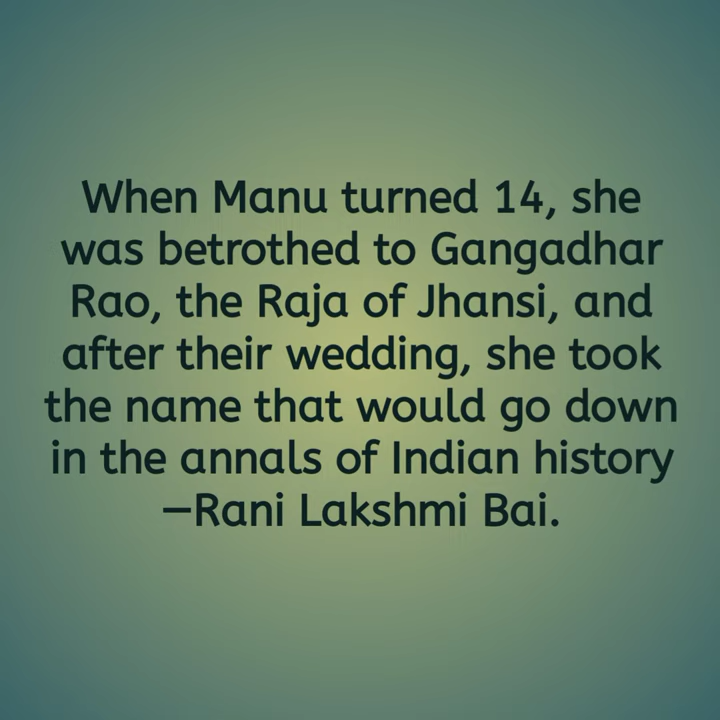 When Manu turned 14, she
was betrothed to Gangadhar
Rao, the Raja of Jhansi, and
after their wedding, she took
the name that would go down
in the annals of Indian history
—Rani Lakshmi Bai.